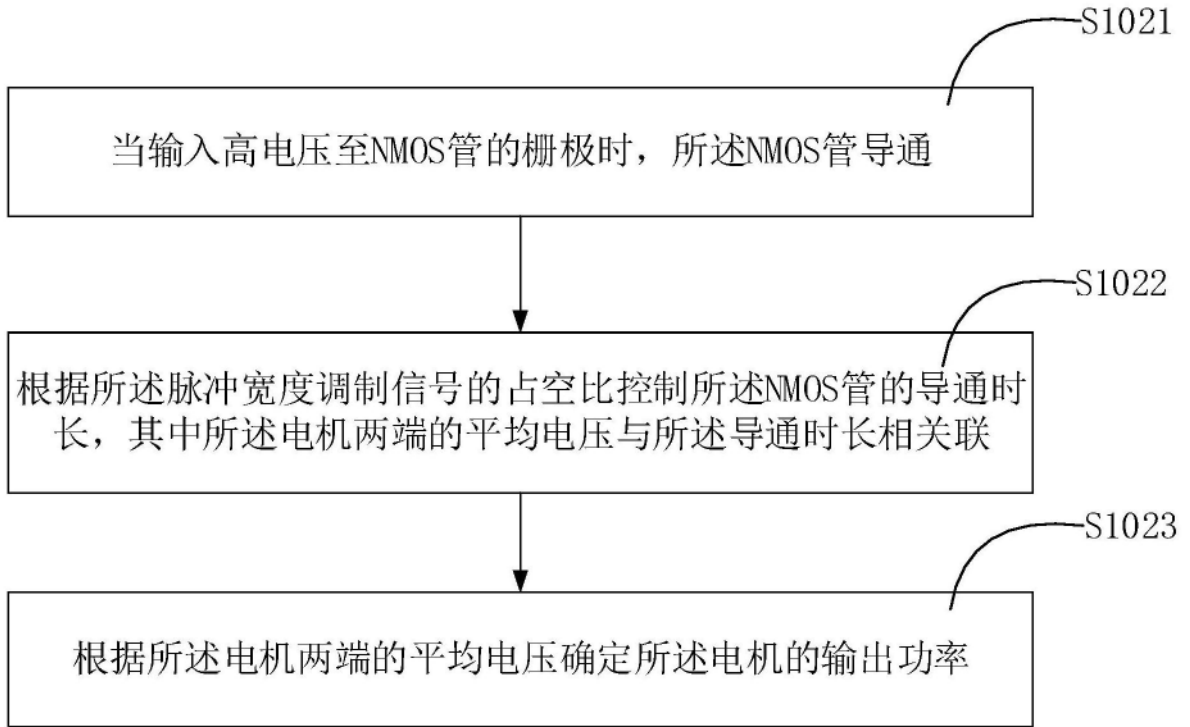 S1021
当输入高电压至NMOS管的栅极时，所述NMOS管导通
S1022
根据所述脉冲宽度调制信号的占空比控制所述NMOS管的导通时
长，其中所述电机两端的平均电压与所述导通时长相关联
S1023
根据所述电机两端的平均电压确定所述电机的输出功率